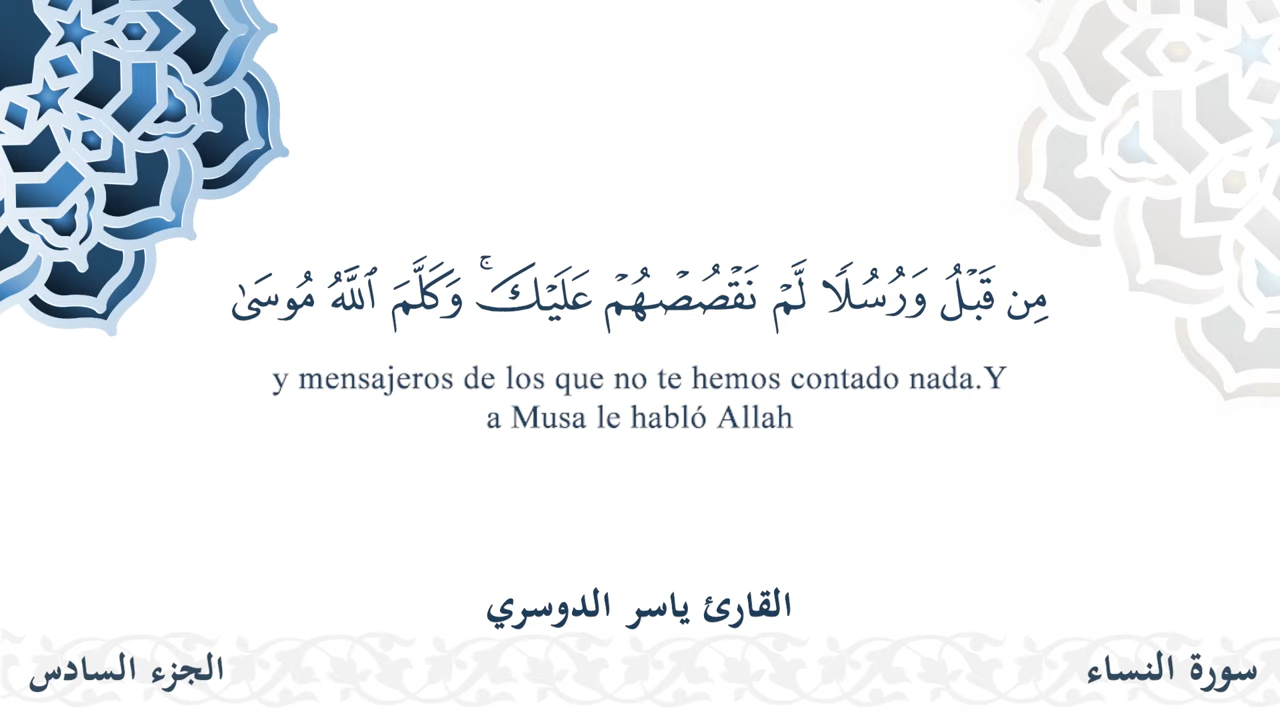 مِن قَبْلُ وَرُسُلًا لَّمْ نَقْصُصْهُمْ عَلَيْكَ ۚ وَكَلَّمَ ٱللَّهُ مُوسَىٰ
y mensajeros de los que no te hemos contado nada.Y
a Musa le habló Allah
القارئ ياسر الدوسري
سورة النساء
الجزء السادس